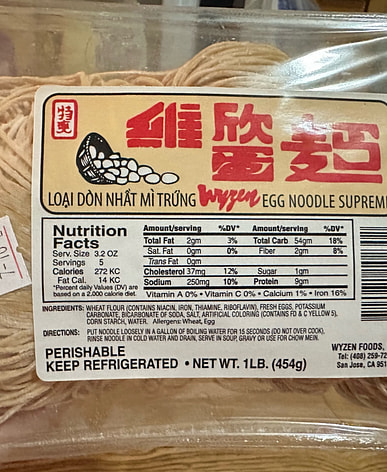 特寬
維 蛋 麵
LOẠI DÒN NHẤT MÌ TRỨNG Wyzen EGG NOODLE SUPREM
Nutrition
Facts
Serv. Size 3.2 OZ
Servings 5
Calories 272 KC
Fat Cal. 14 KC
*Percent daily Values (DV) are
based on a 2,000 calorie diet.
Amount/serving %DV* Amount/serving %DV*
Total Fat 2gm 3% Total Carb 54gm 18%
Sat. Fat 0gm 0% Fiber 2gm 8%
Trans Fat 0gm
Cholesterol 37mg 12% Sugar 1gm
Sodium 250mg 10% Protein 9gm
Vitamin A 0% • Vitamin C 0% • Calcium 1% • Iron 16%
INGREDIENTS: WHEAT FLOUR (CONTAINS NIACIN, IRON, THIAMINE, RIBOFLAVIN), FRESH EGGS, POTASSIUM
CARBONATE, BICARBONATE OF SODA, SALT, ARTIFICIAL COLORING (CONTAINS FD & C YELLOW 5),
CORN STARCH, WATER. Allergens: Wheat, Egg
DIRECTIONS: PUT NOODLE LOOSELY IN A GALLON OF BOILING WATER FOR 15 SECONDS (DO NOT OVER COOK),
RINSE NOODLE IN COLD WATER AND DRAIN, SERVE IN SOUP, GRAVY OR USE FOR CHOW MEIN.
PERISHABLE
KEEP REFRIGERATED • NET WT. 1LB. (454g)
WYZEN FOODS,
Tel: (408) 259-72
San Jose, CA 951